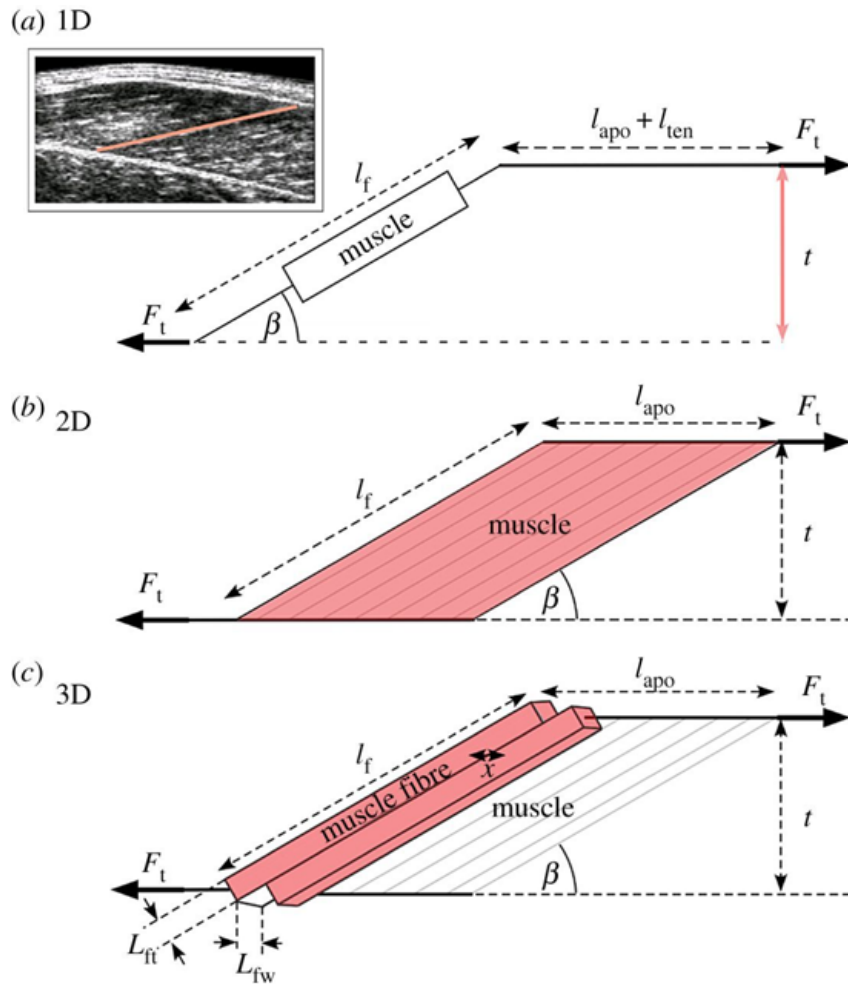 (a) 1D
l_apo + l_ten
F_t
l_f
muscle
t
F_t
β
(b) 2D
l_apo
F_t
l_f
muscle
t
F_t
β
(c) 3D
l_apo
F_t
l_f
muscle fibre
x
muscle
t
F_t
β
L_ft
L_fw